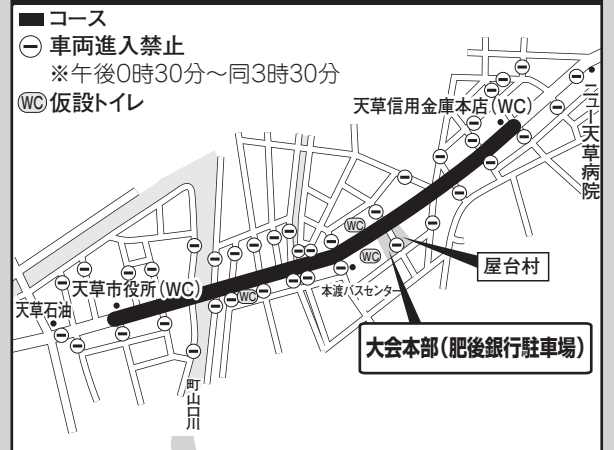 コース
車両進入禁止
※午後0時30分～同3時30分
WC 仮設トイレ
天草信用金庫本店(WC)
ニュー天草病院
WC
WC
屋台村
本渡バスセンター
天草市役所(WC)
WC
天草石油
大会本部(肥後銀行駐車場)
町山口川